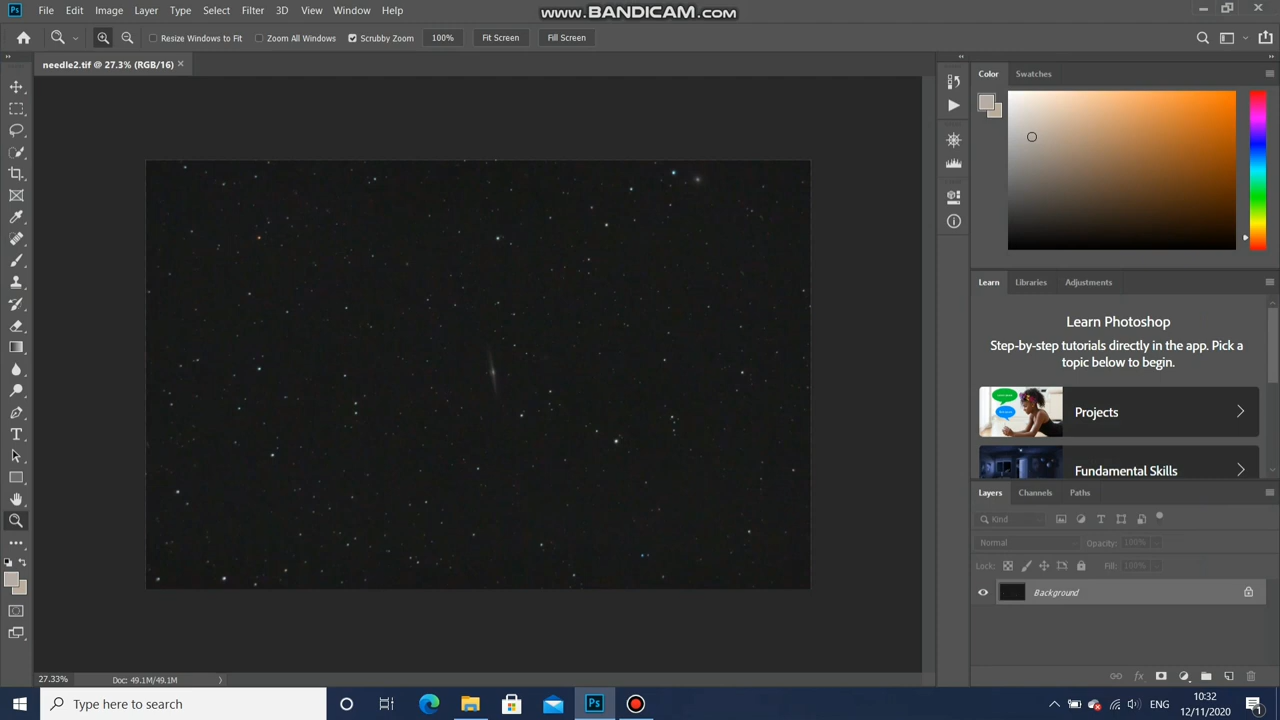 Ps File Edit Image Layer Type Select Filter 3D View Window Help
www.BANDICAM.com
Resize Windows to Fit Zoom All Windows Scrubby Zoom 100% Fit Screen Fill Screen
needle2.tif @ 27.3% (RGB/16)
Color Swatches
Learn Libraries Adjustments
Learn Photoshop
Step-by-step tutorials directly in the app. Pick a
topic below to begin.
Projects
Fundamental Skills
Layers Channels Paths
Kind
Normal Opacity: 100%
Lock: Fill: 100%
Background
27.33% Doc: 49.1M/49.1M
Type here to search
Ps
ENG
10:32
12/11/2020
1